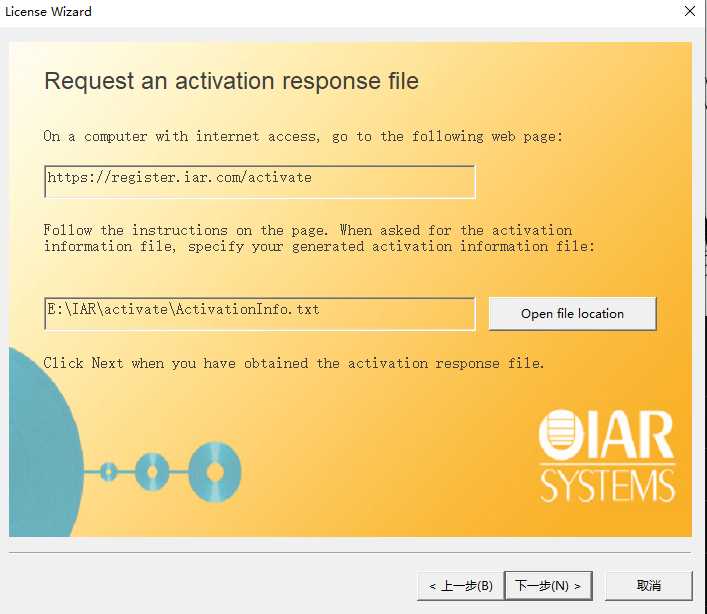 License Wizard
Request an activation response file
On a computer with internet access, go to the following web page:
https://register.iar.com/activate
Follow the instructions on the page. When asked for the activation
information file, specify your generated activation information file:
E:\IAR\activate\ActivationInfo.txt
Open file location
Click Next when you have obtained the activation response file.
IAR
SYSTEMS
< 上一步(B)
下一步(N) >
取消